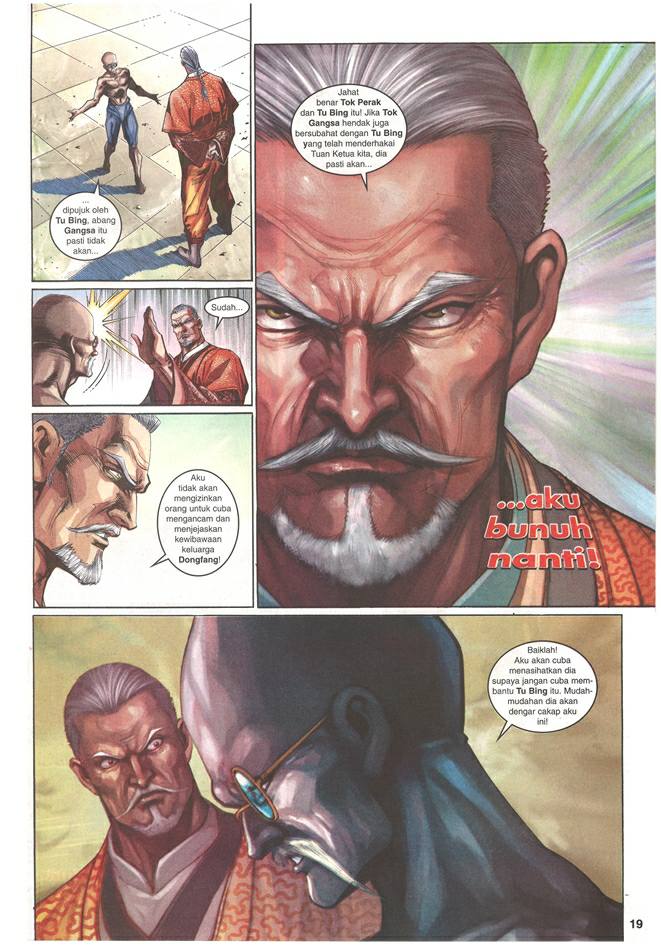 ...
dipujuk oleh
Tu Bing, abang
Gangsa itu
pasti tidak
akan...
Jahat
benar Tok Perak
dan Tu Bing itu! Jika Tok
Gangsa hendak juga
bersubahat dengan Tu Bing
yang telah menderhakai
Tuan Ketua kita, dia
pasti akan...
...aku
bunuh
nanti!
Sudah...
Aku
tidak akan
mengizinkan
orang untuk cuba
mengancam dan
menjejaskan
kewibawaan
keluarga
Dongfang!
Baiklah!
Aku akan cuba
menasihatkan dia
supaya jangan cuba mem-
bantu Tu Bing itu. Mudah-
mudahan dia akan
dengar cakap aku
ini!
19